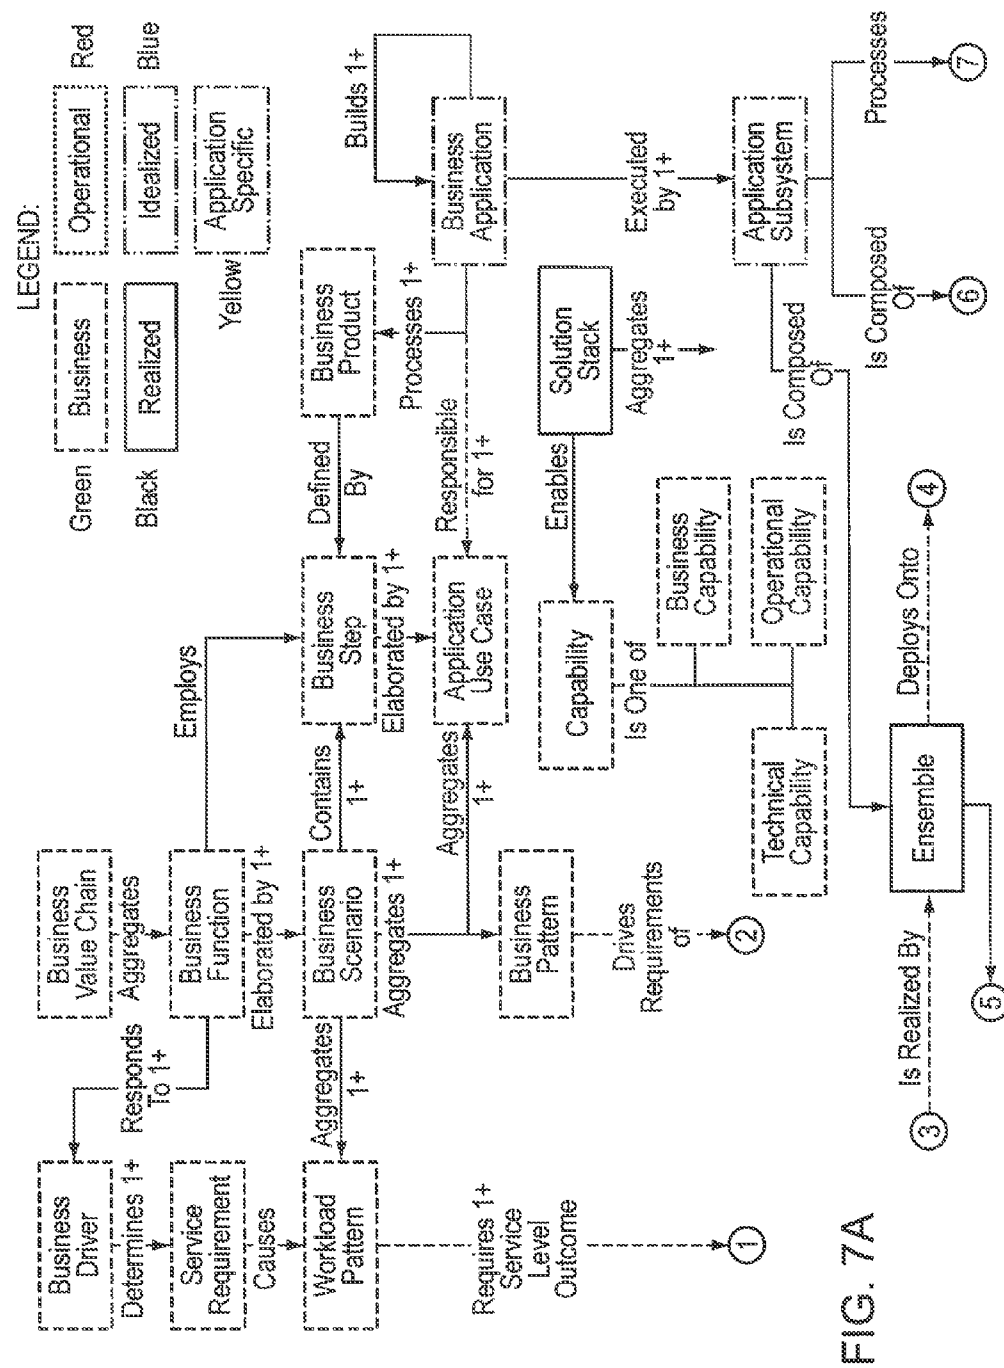 LEGEND:
Green
Business
Operational
Red
Black
Realized
Idealized
Blue
Yellow
Application
Specific
Business
Driver
Determines 1+
Service
Requirement
Causes
Workload
Pattern
Requires 1+
Service
Level
Outcome
1
Responds
To 1+
Business
Value Chain
Aggregates
Business
Function
Elaborated by 1+
Business
Scenario
Aggregates 1+
Business
Pattern
Drives
Requirements
of
2
Aggregates
1+
Employs
Contains
1+
Business
Step
Elaborated by 1+
Application
Use Case
Aggregates
1+
Defined
By
Business
Product
Processes 1+
Responsible
for 1+
Builds 1+
Business
Application
Executed
by 1+
Application
Subsystem
Solution
Stack
Aggregates
1+
Enables
Capability
Is One of
Business
Capability
Operational
Capability
Technical
Capability
Is Composed
Of
Is Composed
Of
6
Processes
7
3
Is Realized By
Ensemble
Deploys Onto
4
5
FIG. 7A